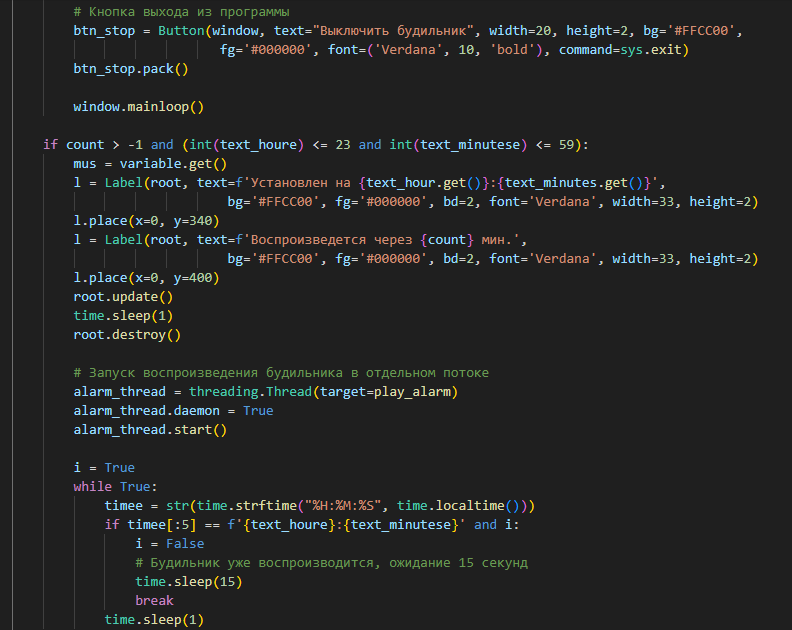 # Кнопка выхода из программы
btn_stop = Button(window, text="Выключить будильник", width=20, height=2, bg='#FFCC00',
fg='#000000', font=('Verdana', 10, 'bold'), command=sys.exit)
btn_stop.pack()
window.mainloop()
if count > -1 and (int(text_houre) <= 23 and int(text_minutese) <= 59):
mus = variable.get()
l = Label(root, text=f'Установлен на {text_hour.get()}:{text_minutes.get()}',
bg='#FFCC00', fg='#000000', bd=2, font='Verdana', width=33, height=2)
l.place(x=0, y=340)
l = Label(root, text=f'Воспроизведется через {count} мин.',
bg='#FFCC00', fg='#000000', bd=2, font='Verdana', width=33, height=2)
l.place(x=0, y=400)
root.update()
time.sleep(1)
root.destroy()
# Запуск воспроизведения будильника в отдельном потоке
alarm_thread = threading.Thread(target=play_alarm)
alarm_thread.daemon = True
alarm_thread.start()
i = True
while True:
timee = str(time.strftime("%H:%M:%S", time.localtime()))
if timee[:5] == f'{text_houre}:{text_minutese}' and i:
i = False
# Будильник уже воспроизводится, ожидание 15 секунд
time.sleep(15)
break
time.sleep(1)